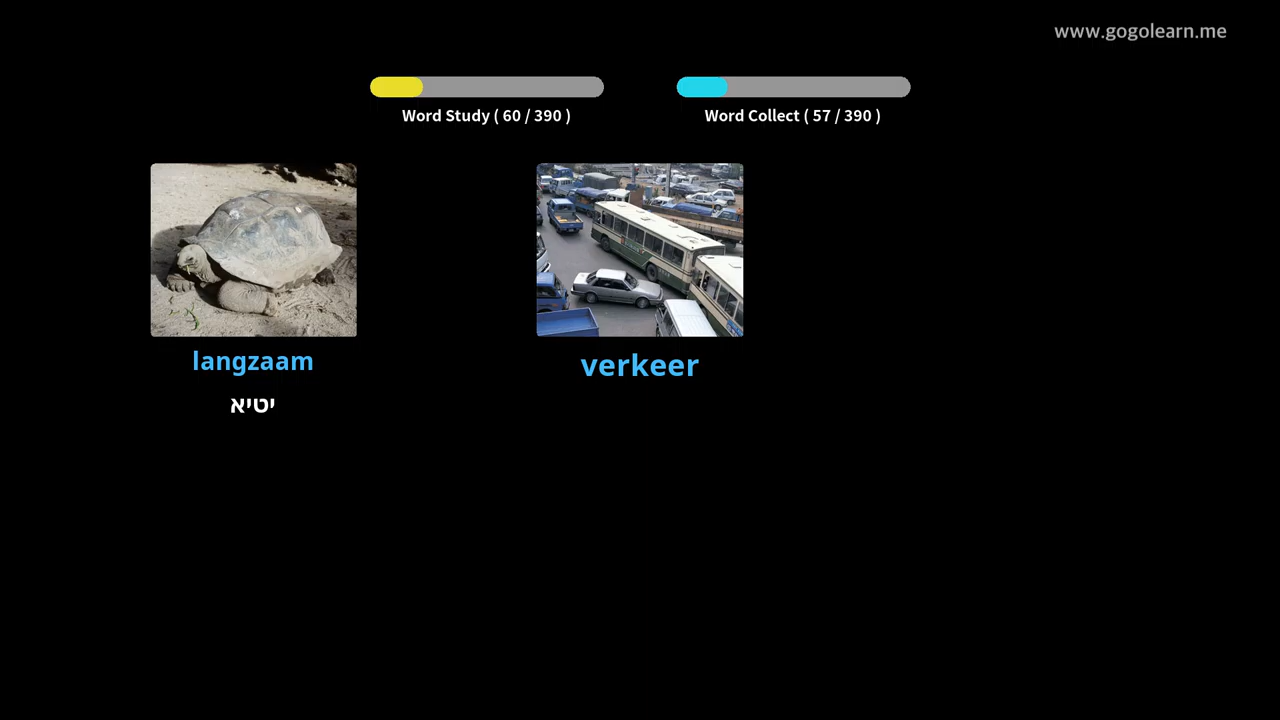 www.gogolearn.me
Word Study ( 60 / 390 )
Word Collect ( 57 / 390 )
langzaam
יטיא
verkeer